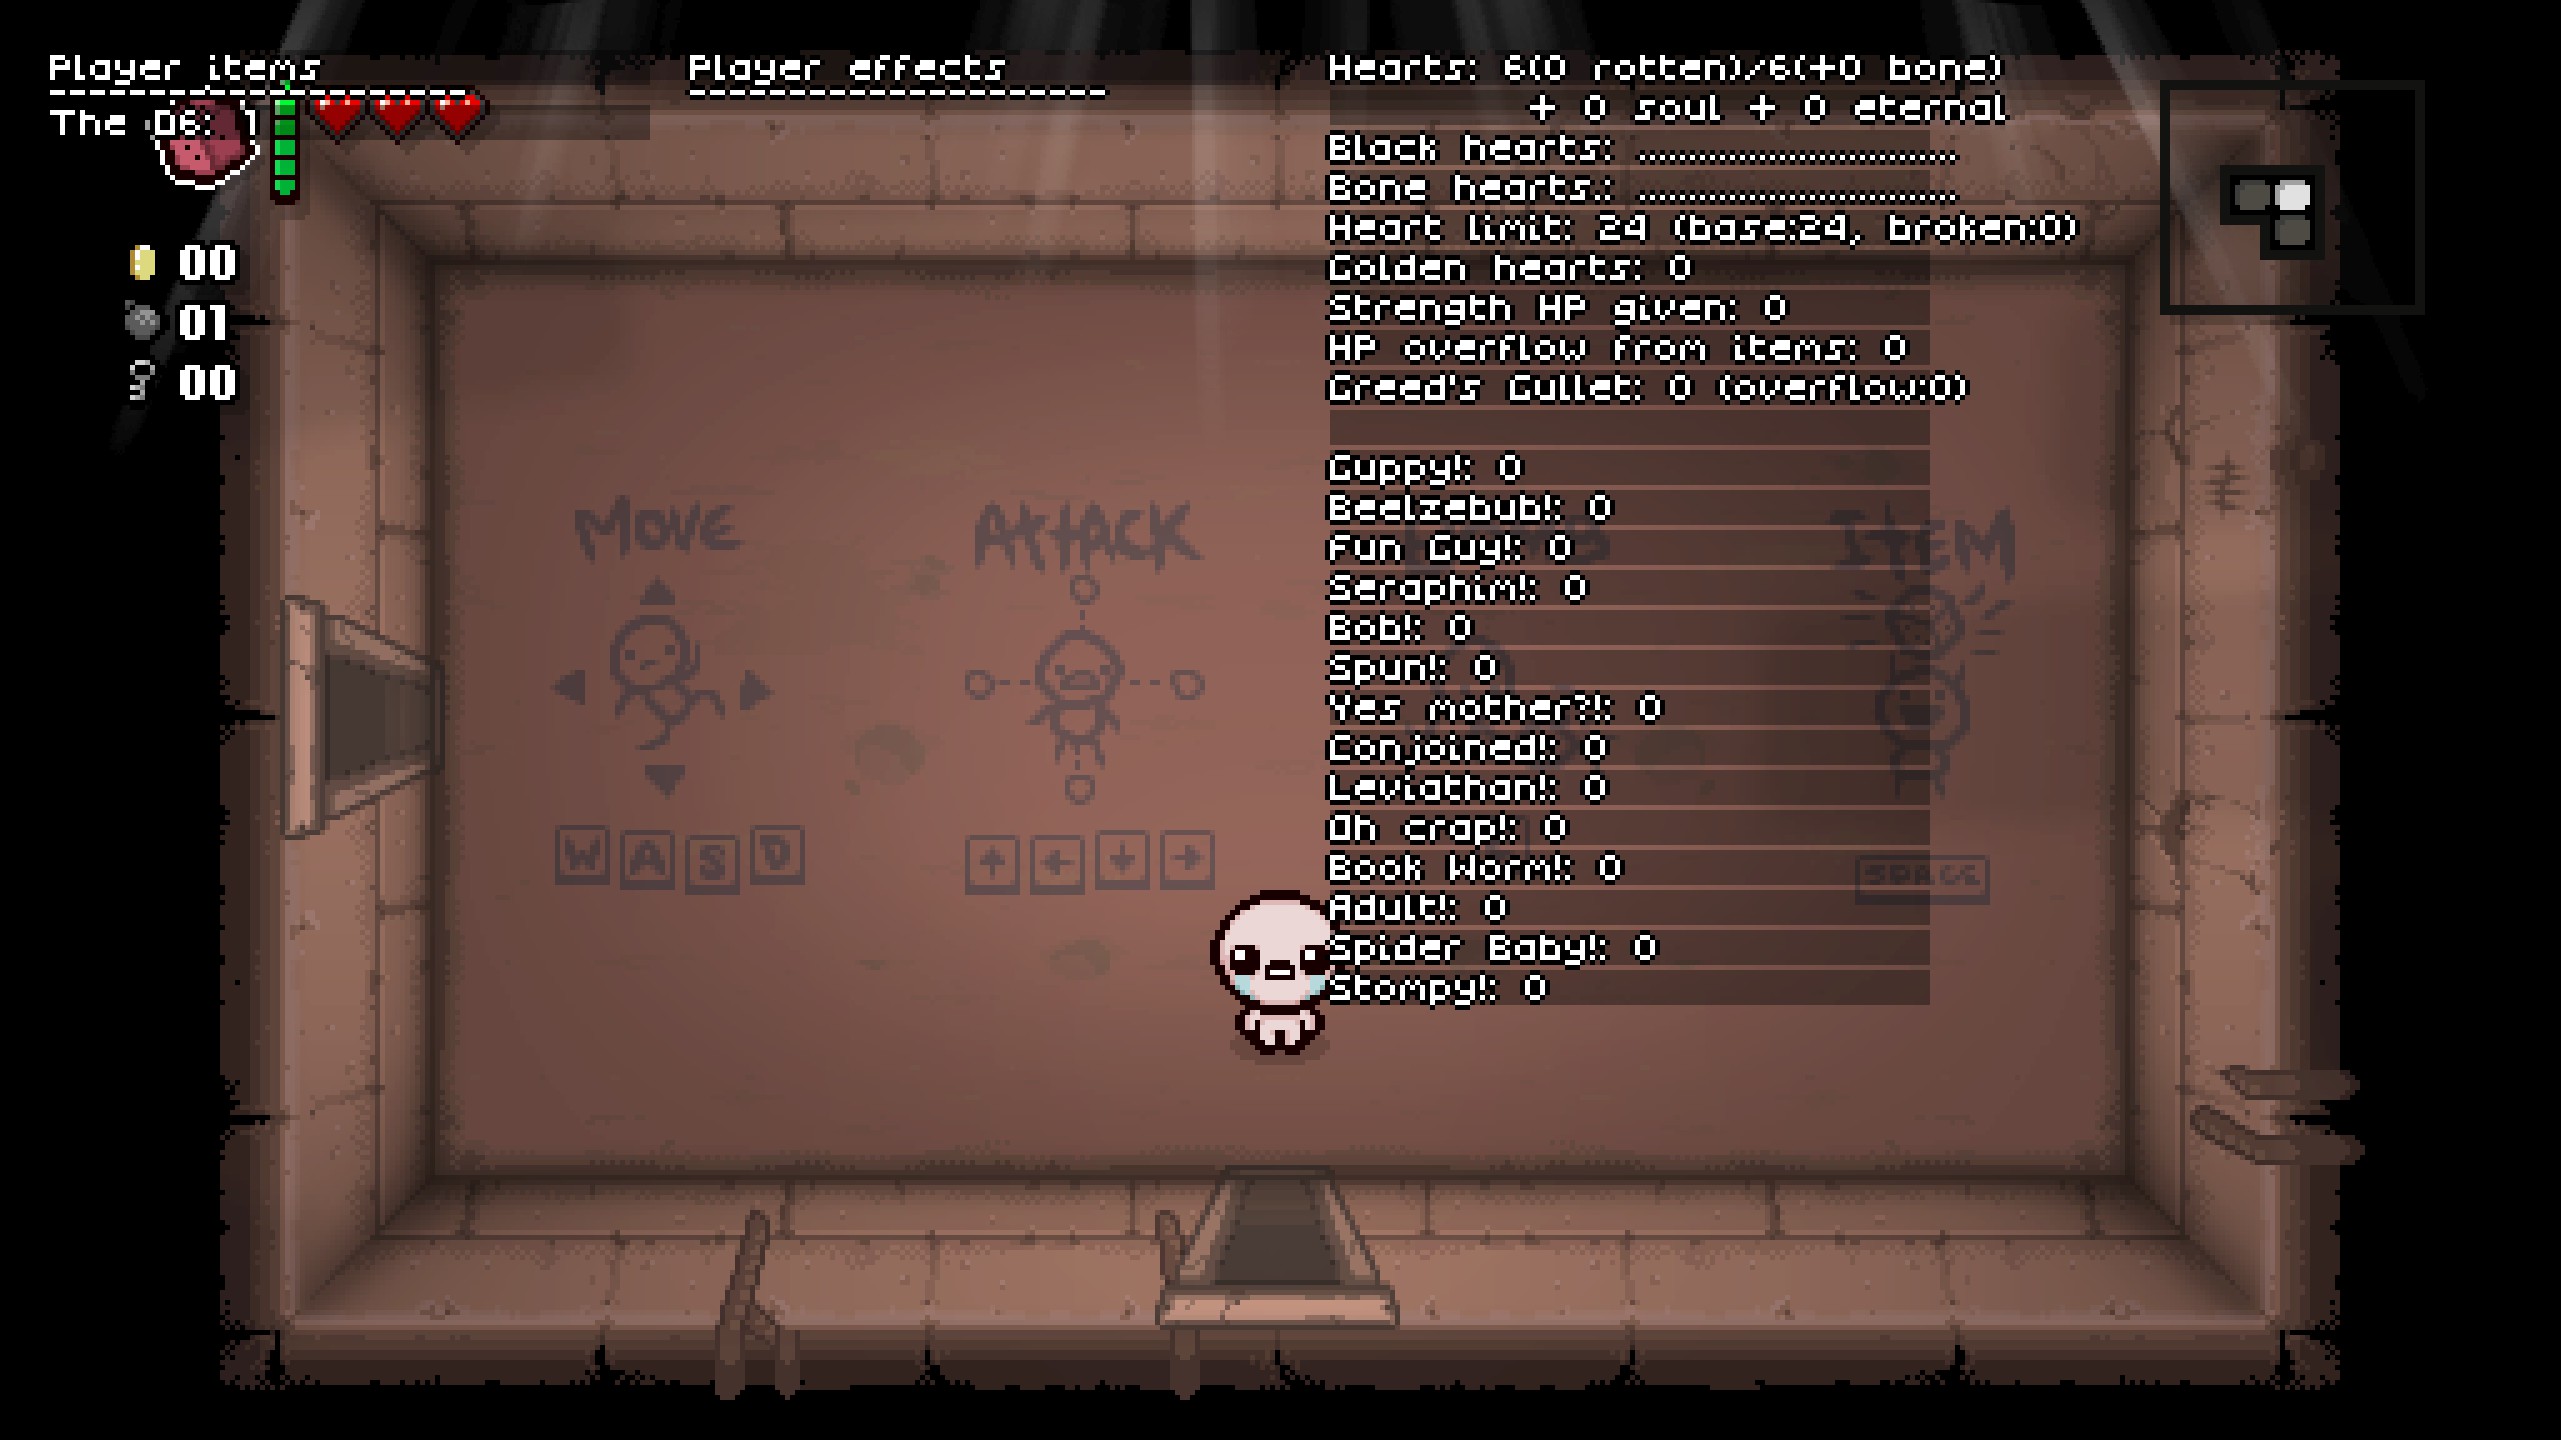 Player items
The D6: 1
00
01
00
Player effects
Hearts: 6(0 rotten)/6(+0 bone)
+ 0 soul + 0 eternal
Black hearts: ................................
Bone hearts.: ................................
Heart limit: 24 (base:24, broken:0)
Golden hearts: 0
Strength HP given: 0
HP overflow from items: 0
Greed's Gullet: 0 (overflow:0)
Guppy!: 0
Beelzebub!: 0
Fun Guy!: 0
Seraphim!: 0
Bob!: 0
Spun!: 0
Yes mother?!: 0
Conjoined!: 0
Leviathan!: 0
Oh crap!: 0
Book Worm!: 0
Adult!: 0
Spider Baby!: 0
Stompy!: 0
MOVE
W A S D
ATTACK
↑ ← ↓ →
ITEM
SPACE